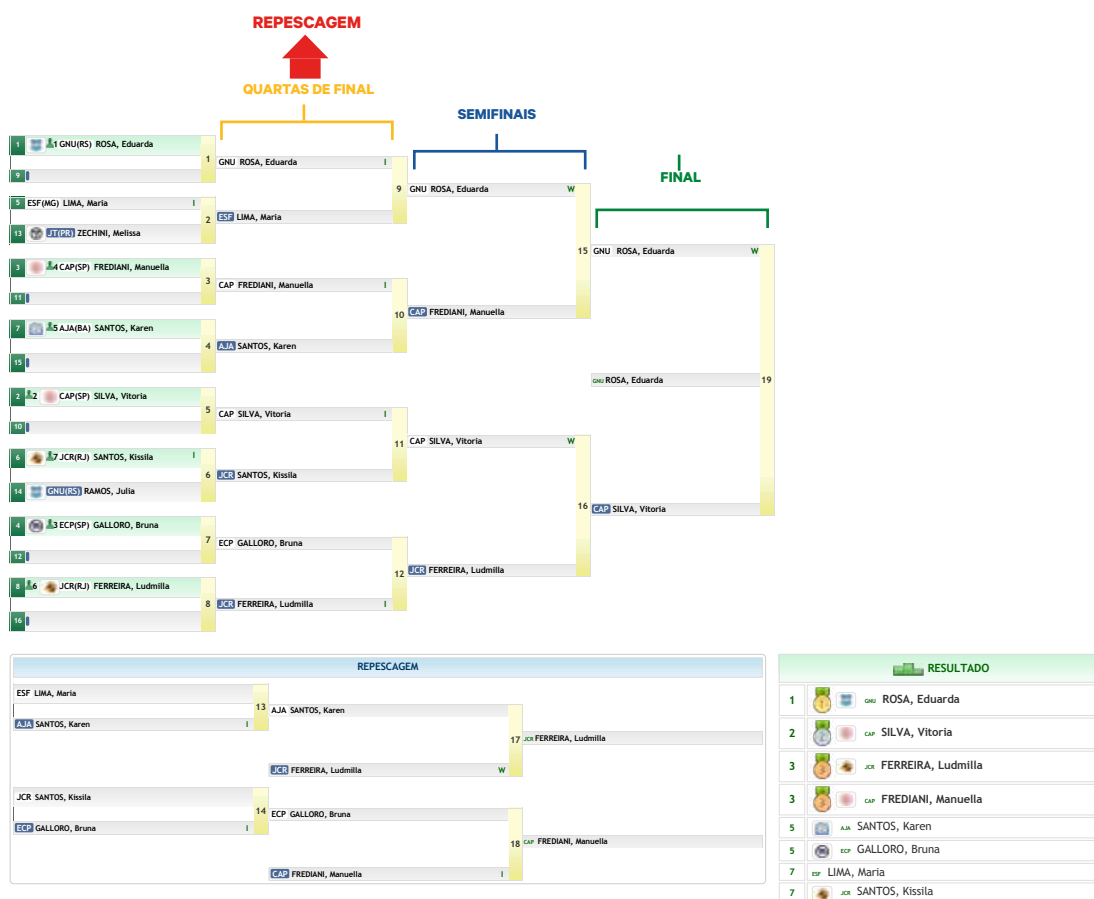 REPESCAGEM
QUARTAS DE FINAL
SEMIFINAIS
FINAL
1 1 GNU(RS) ROSA, Eduarda
9
1
5 ESF(MG) LIMA, Maria I
13 JT(PR) ZECHINI, Melissa
2
3 4 CAP(SP) FREDIANI, Manuella
11
3
7 5 AJA(BA) SANTOS, Karen
15
4
2 2 CAP(SP) SILVA, Vitoria
10
5
6 7 JCR(RJ) SANTOS, Kissila I
14 GNU(RS) RAMOS, Julia
6
4 3 ECP(SP) GALLORO, Bruna
12
7
8 6 JCR(RJ) FERREIRA, Ludmilla
16
8
GNU ROSA, Eduarda I
ESF LIMA, Maria
9
CAP FREDIANI, Manuella I
AJA SANTOS, Karen
10
CAP SILVA, Vitoria I
JCR SANTOS, Kissila
11
ECP GALLORO, Bruna
JCR FERREIRA, Ludmilla I
12
GNU ROSA, Eduarda W
CAP FREDIANI, Manuella
15
CAP SILVA, Vitoria W
JCR FERREIRA, Ludmilla
16
GNU ROSA, Eduarda W
GNU ROSA, Eduarda 19
CAP SILVA, Vitoria
REPESCAGEM
ESF LIMA, Maria
AJA SANTOS, Karen I
13
JCR SANTOS, Kissila
ECP GALLORO, Bruna I
14
AJA SANTOS, Karen
JCR FERREIRA, Ludmilla W
17 JCR FERREIRA, Ludmilla
ECP GALLORO, Bruna
CAP FREDIANI, Manuella I
18 CAP FREDIANI, Manuella
RESULTADO
1 GNU ROSA, Eduarda
2 CAP SILVA, Vitoria
3 JCR FERREIRA, Ludmilla
3 CAP FREDIANI, Manuella
5 AJA SANTOS, Karen
5 ECP GALLORO, Bruna
7 ESF LIMA, Maria
7 JCR SANTOS, Kissila